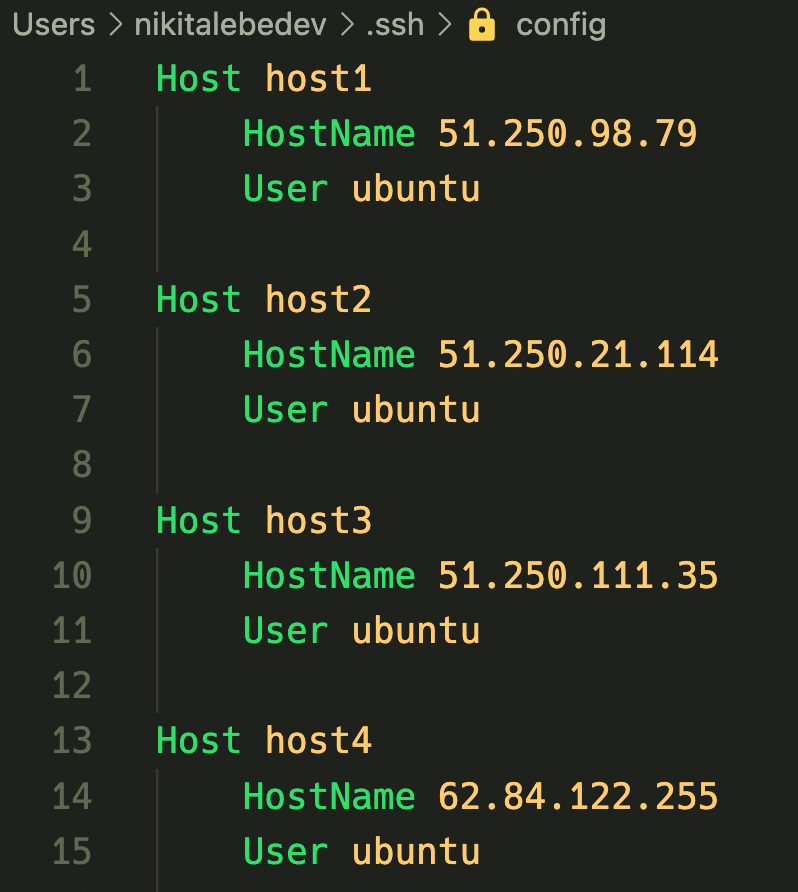 Users > nikitalebedev > .ssh > config
1 Host host1
2 HostName 51.250.98.79
3 User ubuntu
4
5 Host host2
6 HostName 51.250.21.114
7 User ubuntu
8
9 Host host3
10 HostName 51.250.111.35
11 User ubuntu
12
13 Host host4
14 HostName 62.84.122.255
15 User ubuntu